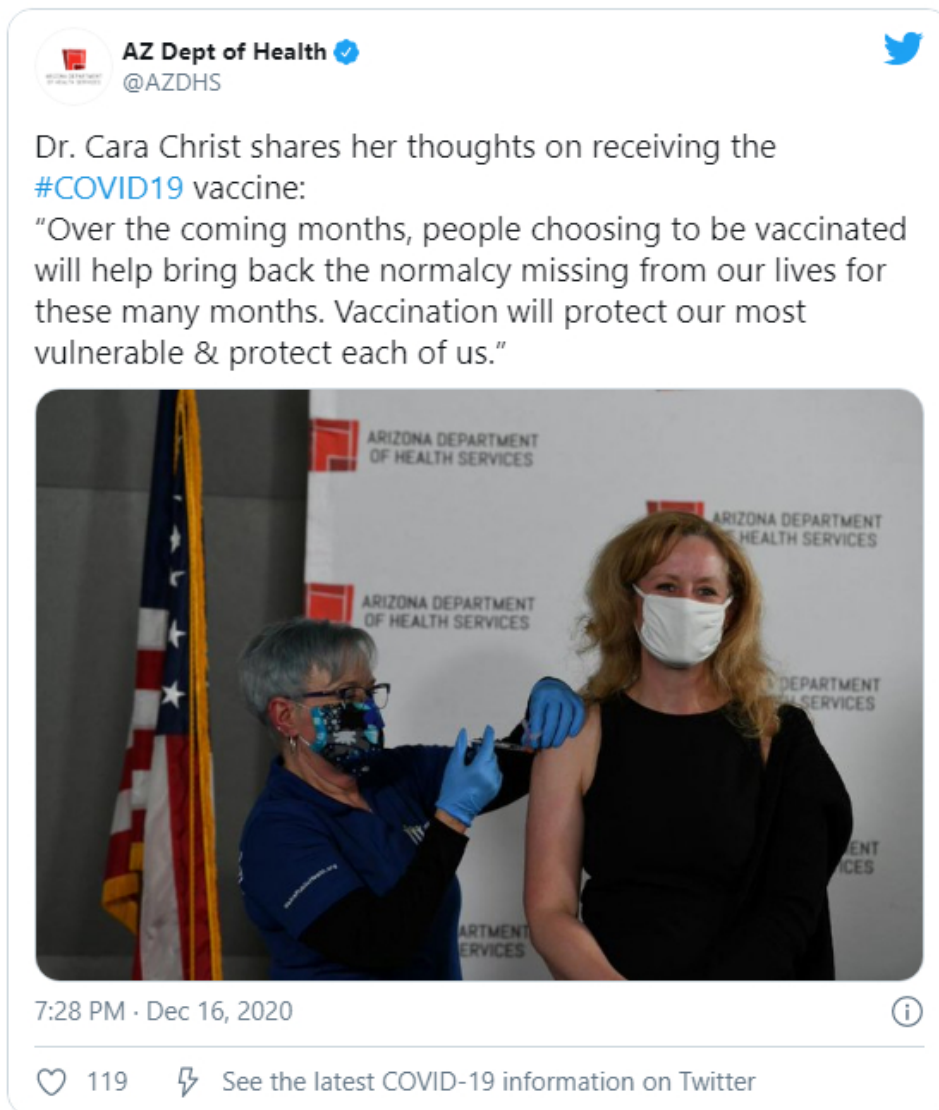 AZ Dept of Health
@AZDHS
Dr. Cara Christ shares her thoughts on receiving the
#COVID19 vaccine:
“Over the coming months, people choosing to be vaccinated
will help bring back the normalcy missing from our lives for
these many months. Vaccination will protect our most
vulnerable & protect each of us.”
ARIZONA DEPARTMENT
OF HEALTH SERVICES
ARIZONA DEPARTMENT
HEALTH SERVICES
ARIZONA DEPARTMENT
OF HEALTH SERVICES
DEPARTMENT
SERVICES
ENT
ICES
ARTMENT
ERVICES
7:28 PM · Dec 16, 2020
119
See the latest COVID-19 information on Twitter